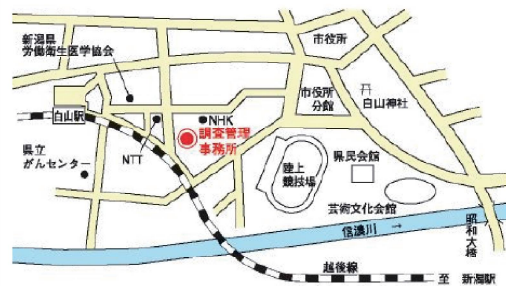 新潟県
労働衛生医学協会
市役所
市役所
分館
白山神社
白山駅
NHK
調査管理
事務所
県立
がんセンター
NTT
陸上
競技場
県民会館
芸術文化会館
信濃川 →
昭和大橋
越後線
至 新潟駅